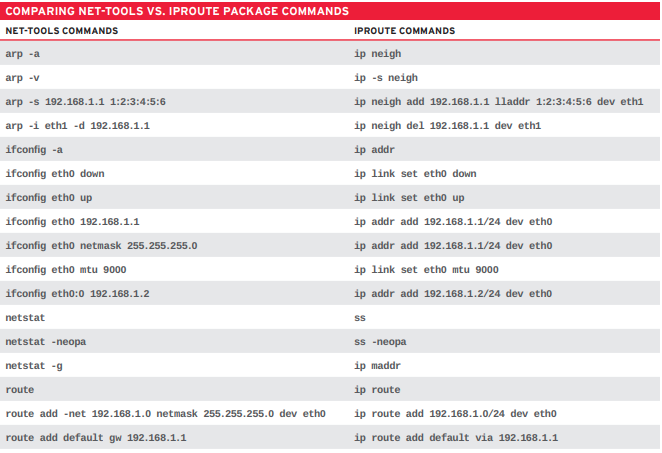 COMPARING NET-TOOLS VS. IPROUTE PACKAGE COMMANDS
NET-TOOLS COMMANDS IPROUTE COMMANDS
arp -a ip neigh
arp -v ip -s neigh
arp -s 192.168.1.1 1:2:3:4:5:6 ip neigh add 192.168.1.1 lladdr 1:2:3:4:5:6 dev eth1
arp -i eth1 -d 192.168.1.1 ip neigh del 192.168.1.1 dev eth1
ifconfig -a ip addr
ifconfig eth0 down ip link set eth0 down
ifconfig eth0 up ip link set eth0 up
ifconfig eth0 192.168.1.1 ip addr add 192.168.1.1/24 dev eth0
ifconfig eth0 netmask 255.255.255.0 ip addr add 192.168.1.1/24 dev eth0
ifconfig eth0 mtu 9000 ip link set eth0 mtu 9000
ifconfig eth0:0 192.168.1.2 ip addr add 192.168.1.2/24 dev eth0
netstat ss
netstat -neopa ss -neopa
netstat -g ip maddr
route ip route
route add -net 192.168.1.0 netmask 255.255.255.0 dev eth0 ip route add 192.168.1.0/24 dev eth0
route add default gw 192.168.1.1 ip route add default via 192.168.1.1